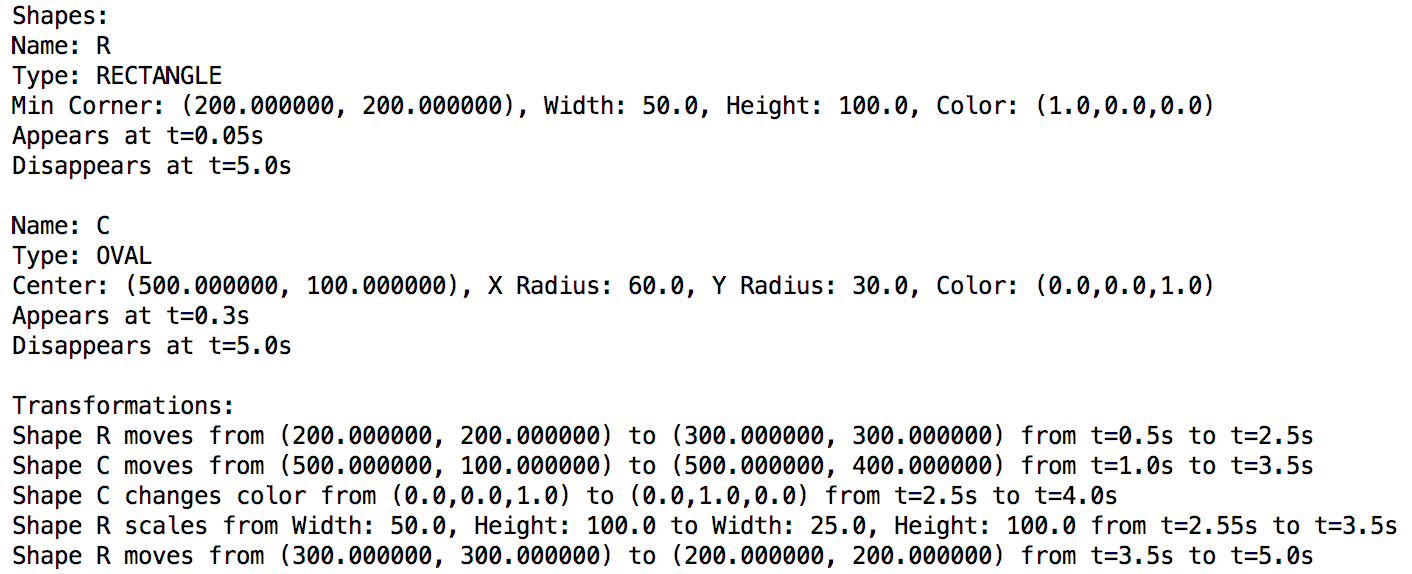 Shapes:
Name: R
Type: RECTANGLE
Min Corner: (200.000000, 200.000000), Width: 50.0, Height: 100.0, Color: (1.0,0.0,0.0)
Appears at t=0.05s
Disappears at t=5.0s
Name: C
Type: OVAL
Center: (500.000000, 100.000000), X Radius: 60.0, Y Radius: 30.0, Color: (0.0,0.0,1.0)
Appears at t=0.3s
Disappears at t=5.0s
Transformations:
Shape R moves from (200.000000, 200.000000) to (300.000000, 300.000000) from t=0.5s to t=2.5s
Shape C moves from (500.000000, 100.000000) to (500.000000, 400.000000) from t=1.0s to t=3.5s
Shape C changes color from (0.0,0.0,1.0) to (0.0,1.0,0.0) from t=2.5s to t=4.0s
Shape R scales from Width: 50.0, Height: 100.0 to Width: 25.0, Height: 100.0 from t=2.55s to t=3.5s
Shape R moves from (300.000000, 300.000000) to (200.000000, 200.000000) from t=3.5s to t=5.0s